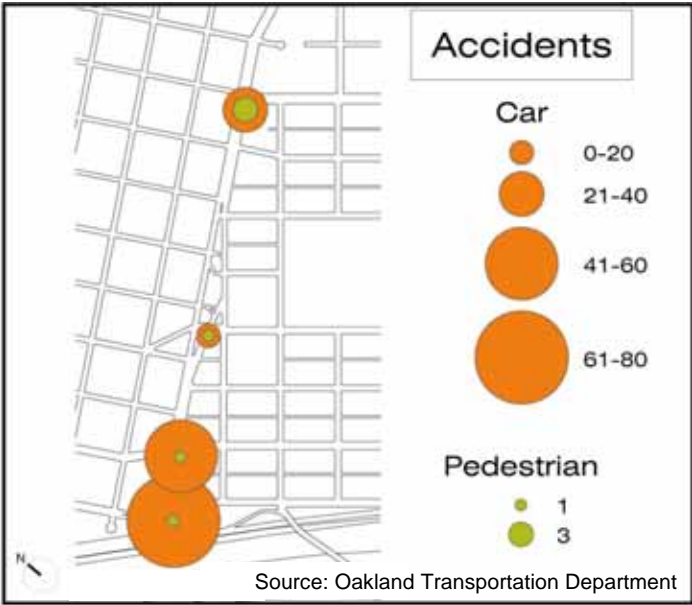 Accidents
Car
0-20
21-40
41-60
61-80
Pedestrian
1
3
N
Source: Oakland Transportation Department